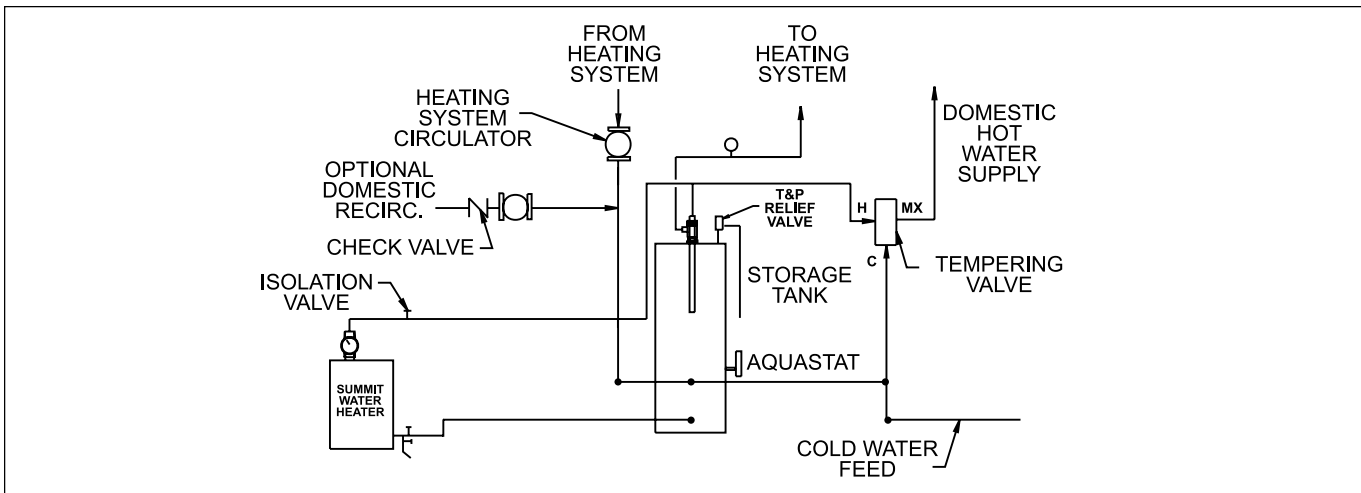 FROM
HEATING
SYSTEM
TO
HEATING
SYSTEM
HEATING
SYSTEM
CIRCULATOR
DOMESTIC
HOT
WATER
SUPPLY
OPTIONAL
DOMESTIC
RECIRC.
CHECK VALVE
T&P
RELIEF
VALVE
H
MX
C
TEMPERING
VALVE
ISOLATION
VALVE
STORAGE
TANK
AQUASTAT
SUMMIT
WATER
HEATER
COLD WATER
FEED